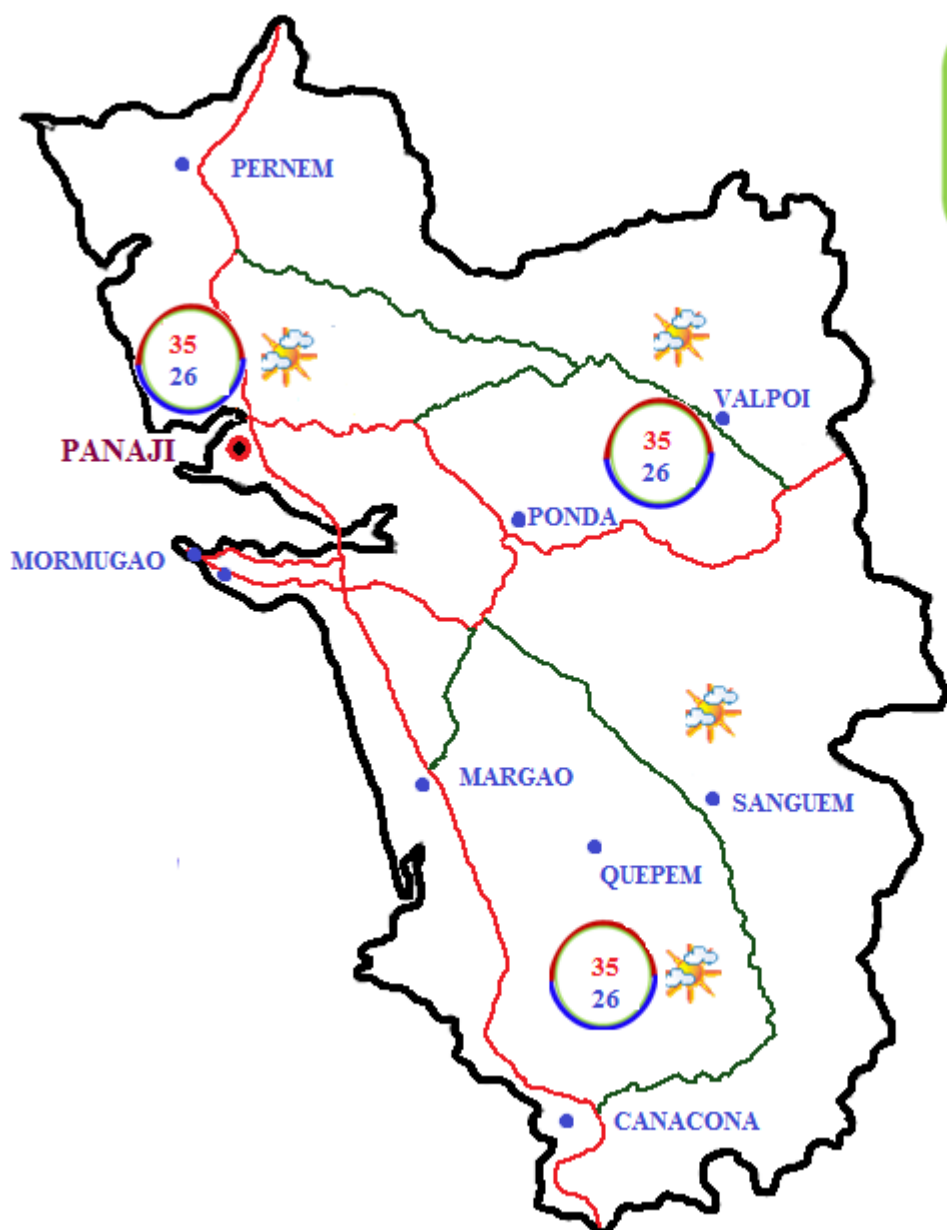 PERNEM
35
26
VALPOI
35
26
PANAJI
PONDA
MORMUGAO
MARGAO
SANGUEM
QUEPEM
35
26
CANACONA